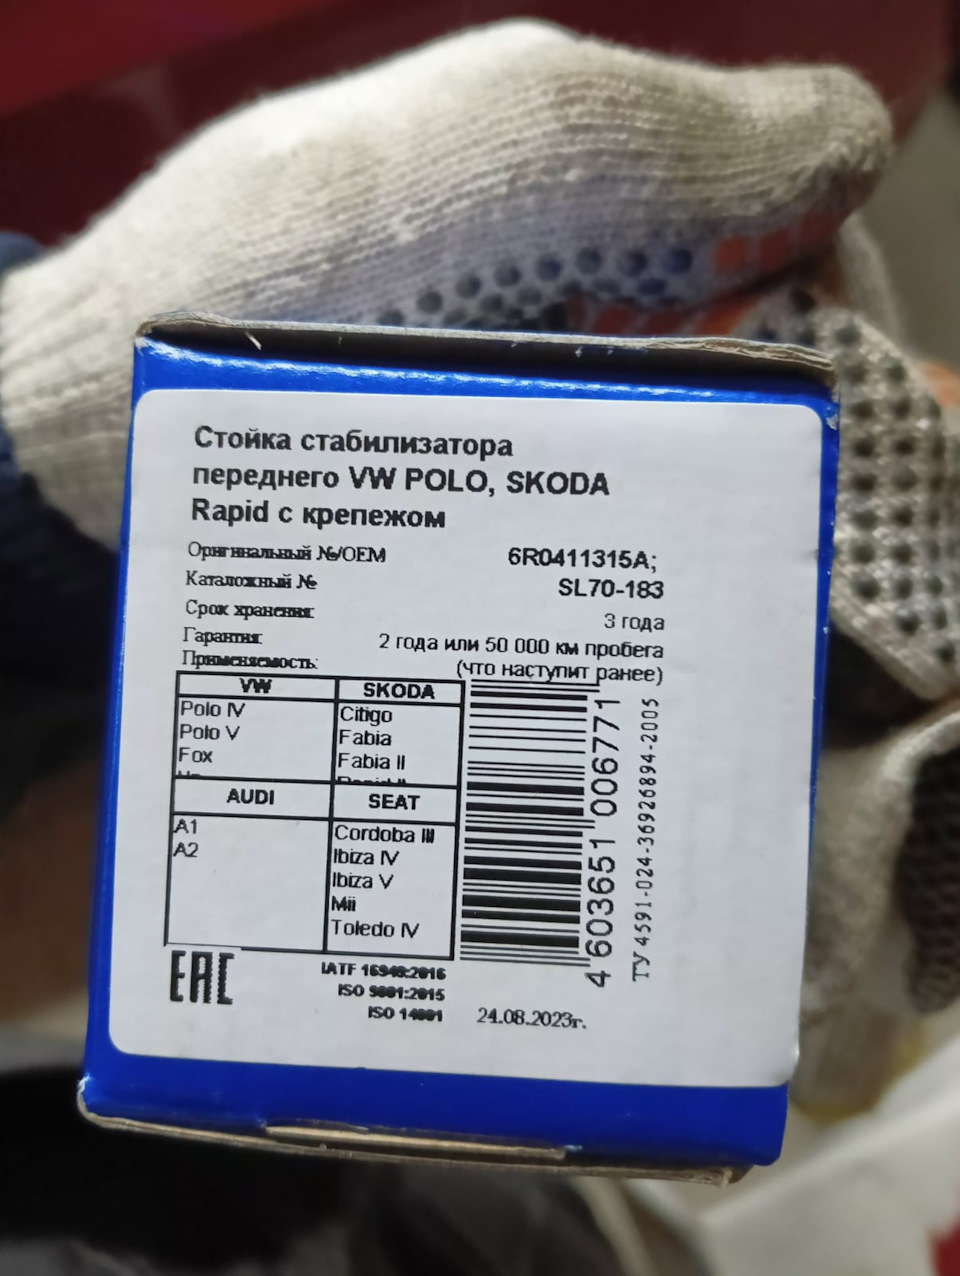 Стойка стабилизатора
переднего VW POLO, SKODA
Rapid с крепежом
Оригинальный №/OEM 6R0411315A;
Каталожный № SL70-183
Срок хранения: 3 года
Гарантия: 2 года или 50 000 км пробега
Применяемость: (что наступит ранее)
VW SKODA
Polo IV Citigo
Polo V Fabia
Fox Fabia II
AUDI SEAT
A1 Cordoba III
A2 Ibiza IV
Ibiza V
Mii
Toledo IV
4 603651 006771
ТУ 4591-024-36926894-2005
EAC
IATF 16949:2016
ISO 9001:2015
ISO 14001
24.08.2023г.